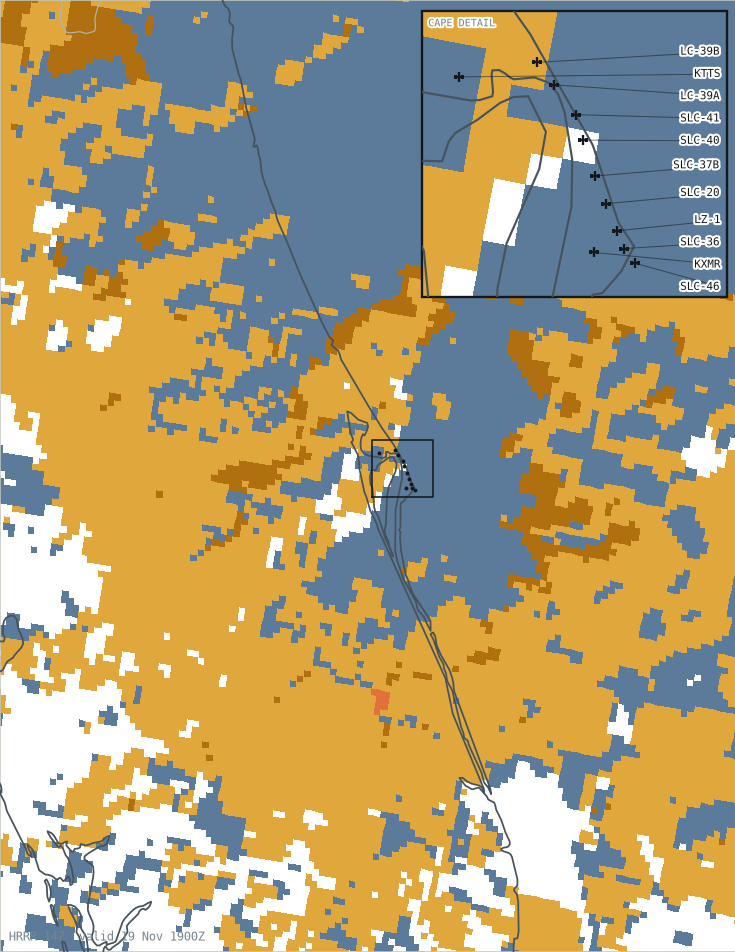 CAPE DETAIL
LC-39B
KTTS
LC-39A
SLC-41
SLC-40
SLC-37B
SLC-20
LZ-1
SLC-36
KXMR
SLC-46
valid 19 Nov 1900Z